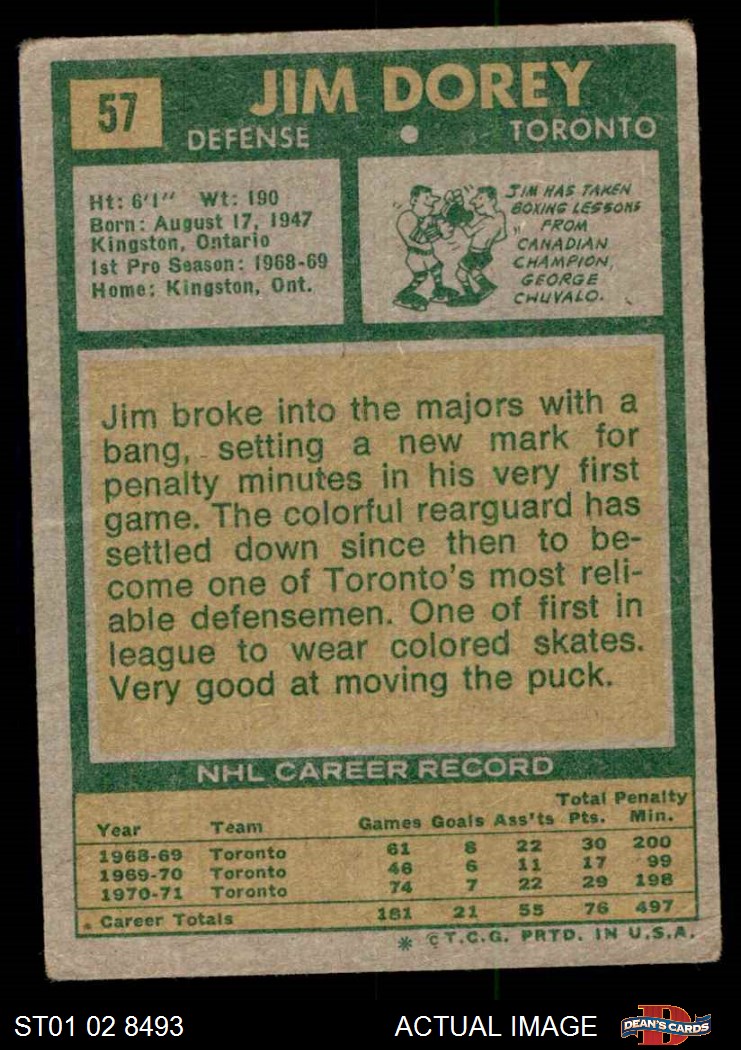 57
JIM DOREY
DEFENSE
TORONTO
Ht: 6'1" Wt: 190
Born: August 17, 1947
Kingston, Ontario
1st Pro Season: 1968-69
Home: Kingston, Ont.
JIM HAS TAKEN
BOXING LESSONS
FROM
CANADIAN
CHAMPION,
GEORGE
CHUVALO.
Jim broke into the majors with a
bang, setting a new mark for
penalty minutes in his very first
game. The colorful rearguard has
settled down since then to be-
come one of Toronto's most reli-
able defensemen. One of first in
league to wear colored skates.
Very good at moving the puck.
NHL CAREER RECORD
Year Team Games Goals Ass'ts Total Pts. Penalty Min.
1968-69 Toronto 61 8 22 30 200
1969-70 Toronto 46 6 11 17 99
1970-71 Toronto 74 7 22 29 198
Career Totals 181 21 55 76 497
* © T.C.G. PRTD. IN U.S.A.
ST01 02 8493
ACTUAL IMAGE
D
DEAN'S CARDS